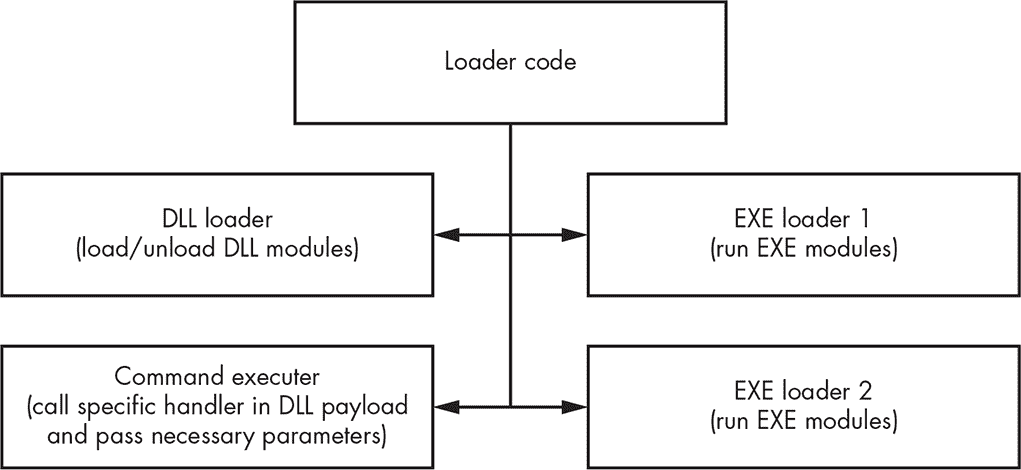 Loader code
DLL loader
(load/unload DLL modules)
EXE loader 1
(run EXE modules)
Command executer
(call specific handler in DLL payload
and pass necessary parameters)
EXE loader 2
(run EXE modules)